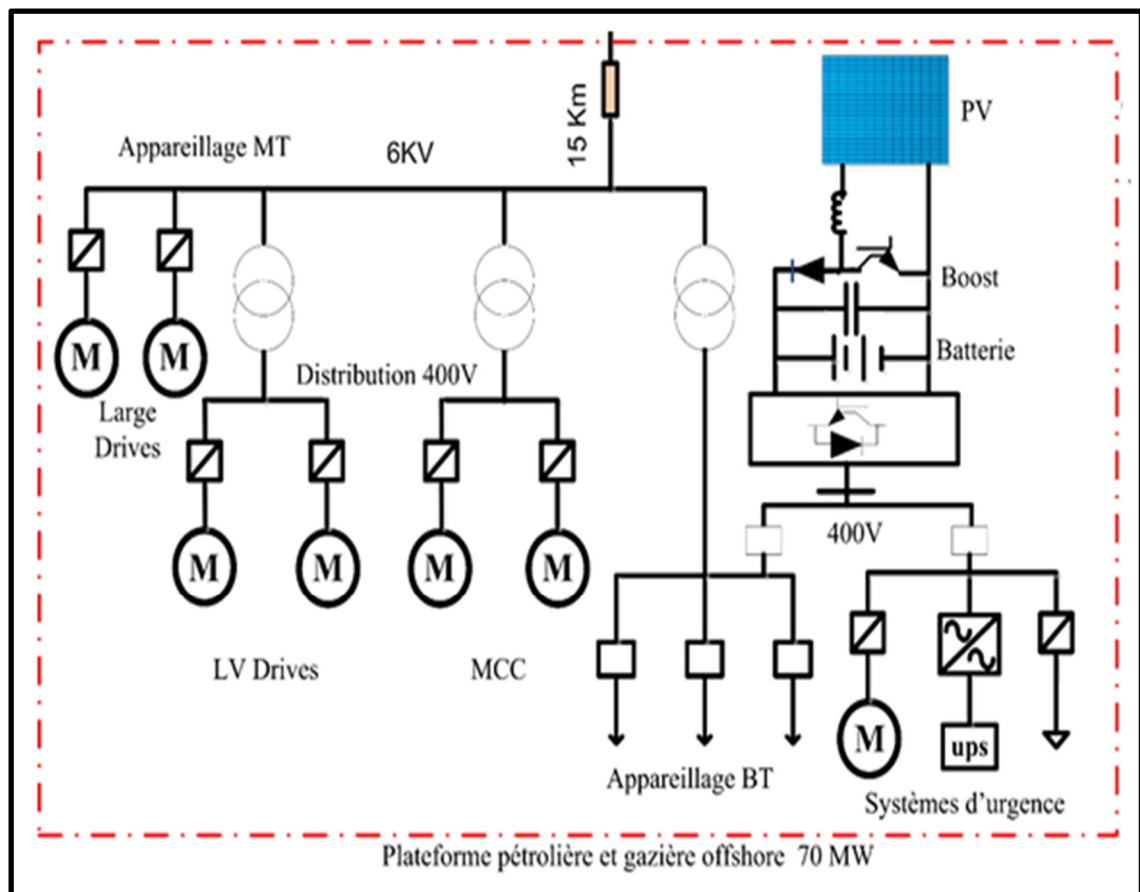 15 Km
PV
Appareillage MT
6KV
Boost
M
M
Batterie
Distribution 400V
Large
Drives
400V
M
M
M
M
LV Drives
MCC
M
ups
Appareillage BT
Systèmes d'urgence
Plateforme pétrolière et gazière offshore 70 MW